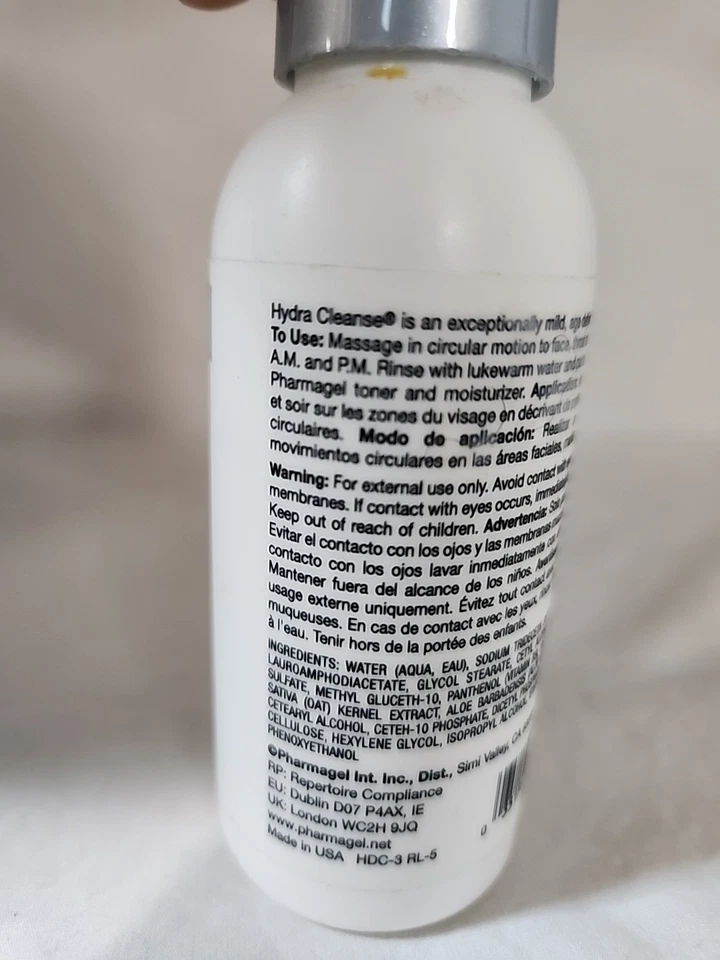 Hydra Cleanse® is an exceptionally mild, age
To Use: Massage in circular motion to face,
A.M. and P.M. Rinse with lukewarm water and
Pharmagel toner and moisturizer.
et soir sur les zones du visage en décrivant
circulaires. Modo de aplicación:
movimientos circulares en las áreas faciales,
Warning: For external use only. Avoid contact with
membranes. If contact with eyes occurs,
Keep out of reach of children. Advertencia:
Evitar el contacto con los ojos y las membranas
contacto con los ojos lavar inmediatamente
Mantener fuera del alcance de los niños.
usage externe uniquement. Évitez tout contact
muqueuses. En cas de contact avec les yeux,
à l'eau. Tenir hors de la portée des enfants.
INGREDIENTS: WATER (AQUA, EAU), SODIUM
LAUROAMPHODIACETATE, GLYCOL STEARATE,
SULFATE, METHYL GLUCETH-10, PANTHENOL (VITAMIN
SATIVA (OAT) KERNEL EXTRACT, ALOE BARBADENSIS
CETEARYL ALCOHOL, CETEH-10 PHOSPHATE, DICETYL
CELLULOSE, HEXYLENE GLYCOL, ISOPROPYL ALCOHOL,
PHENOXYETHANOL
©Pharmagel Int. Inc., Dist., Simi Valley, CA
RP: Repertoire Compliance
EU: Dublin D07 P4AX, IE
UK: London WC2H 9JQ
www.pharmagel.net
Made in USA HDC-3 RL-5
0